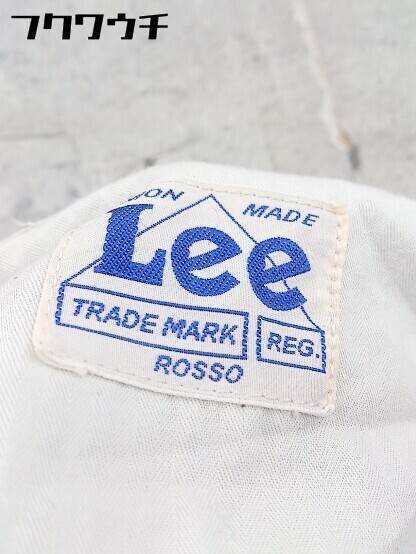 フクワウチ
MADE
Lee
TRADE MARK
REG.
ROSSO